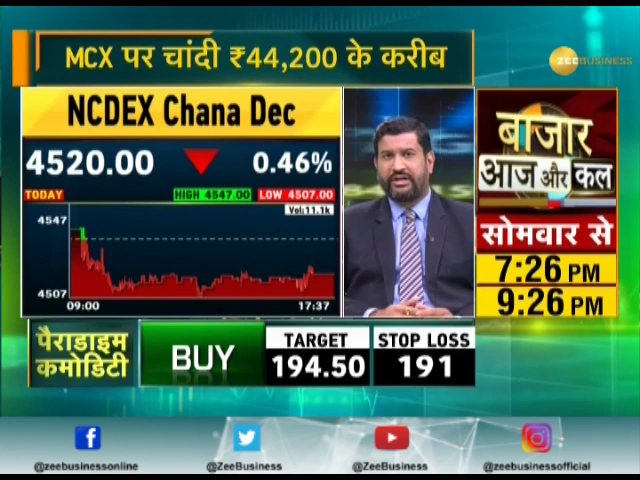 MCX पर चांदी ₹44,200 के करीब
ZEEBUSINESS
NCDEX Chana Dec
4520.00 0.46%
TODAY HIGH 4547.00 LOW 4507.00
Vol:11.1k
4547
4507
09:00 17:37
बाजार
आज और कल
सोमवार से
7:26 PM
9:26 PM
पैराडाइम
कमोडिटी
BUY
TARGET
194.50
STOP LOSS
191
@zeebusinessonline @ZeeBusiness @ZeeBusiness @zeebusinessofficial